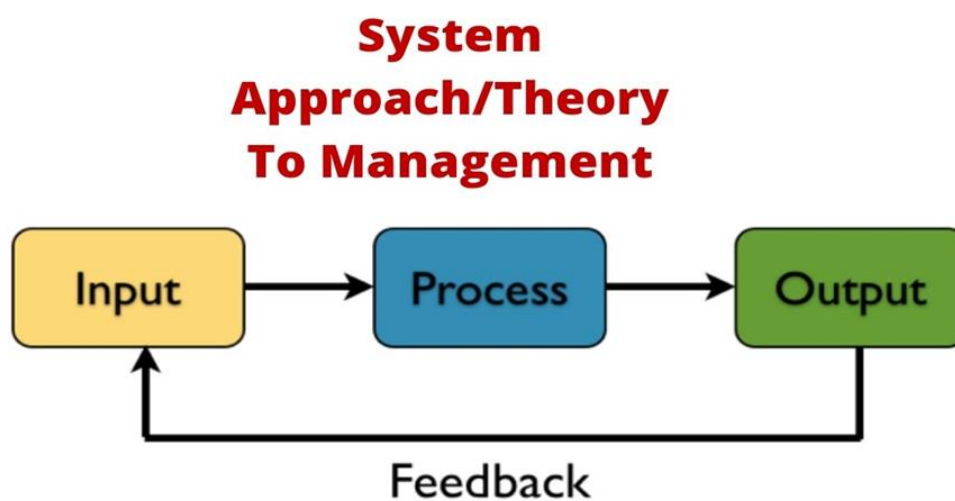 System
Approach/Theory
To Management
Input
Process
Output
Feedback